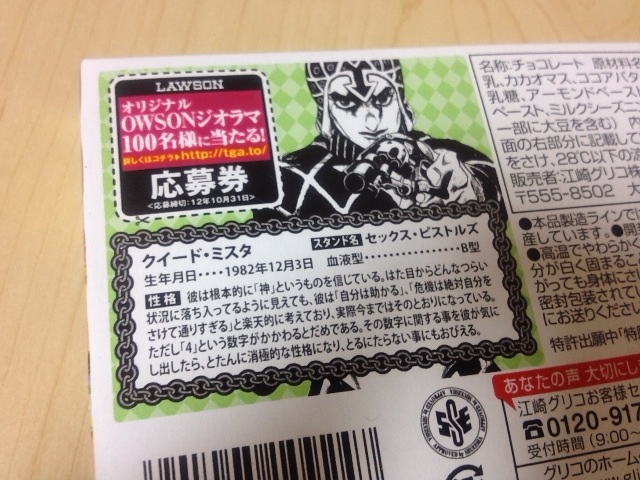 LAWSON
オリジナル
OWSONジオラマ
100名様に当たる!
詳しくはコチラ▶http://tga.to/
応募券
<応募締切:12年10月31日>
クイード・ミスタ
スタンド名 セックス・ピストルズ
生年月日‥‥1982年12月3日 血液型‥‥‥‥‥‥B型
性格 彼は根本的に「神」というものを信じている。はた目からどんなつらい
状況に落ち入ってるように見えても、彼は「自分は助かる」、「危機は絶対自分を
さけて通りすぎる」と楽天的に考えており、実際今まではそのとおりになっている。
ただし「4」という数字がかかわるとだめである。その数字に関する事を彼が気に
し出したら、とたんに消極的な性格になり、とるにたらない事にもおびえる。
名称:チョコレート 原材料名
乳、カカオマス、ココアバタ
乳糖、アーモンドペース
ペースト、ミルクシーズニ
一部に大豆を含む)
面の右部分に記載して
をさけ、28℃以下の
販売者:江崎グリコ株
〒555-8502
●本品製造ラインで
産しています。●開
●高温でやわらか
分が白く固まるこ
がっても身体にさ
密封包装されて
にお送りください
特許出願中「特
あなたの声 大切にし
江崎グリコお客様セ
☎0120-917
受付時間(9:00~
グリコのホーム